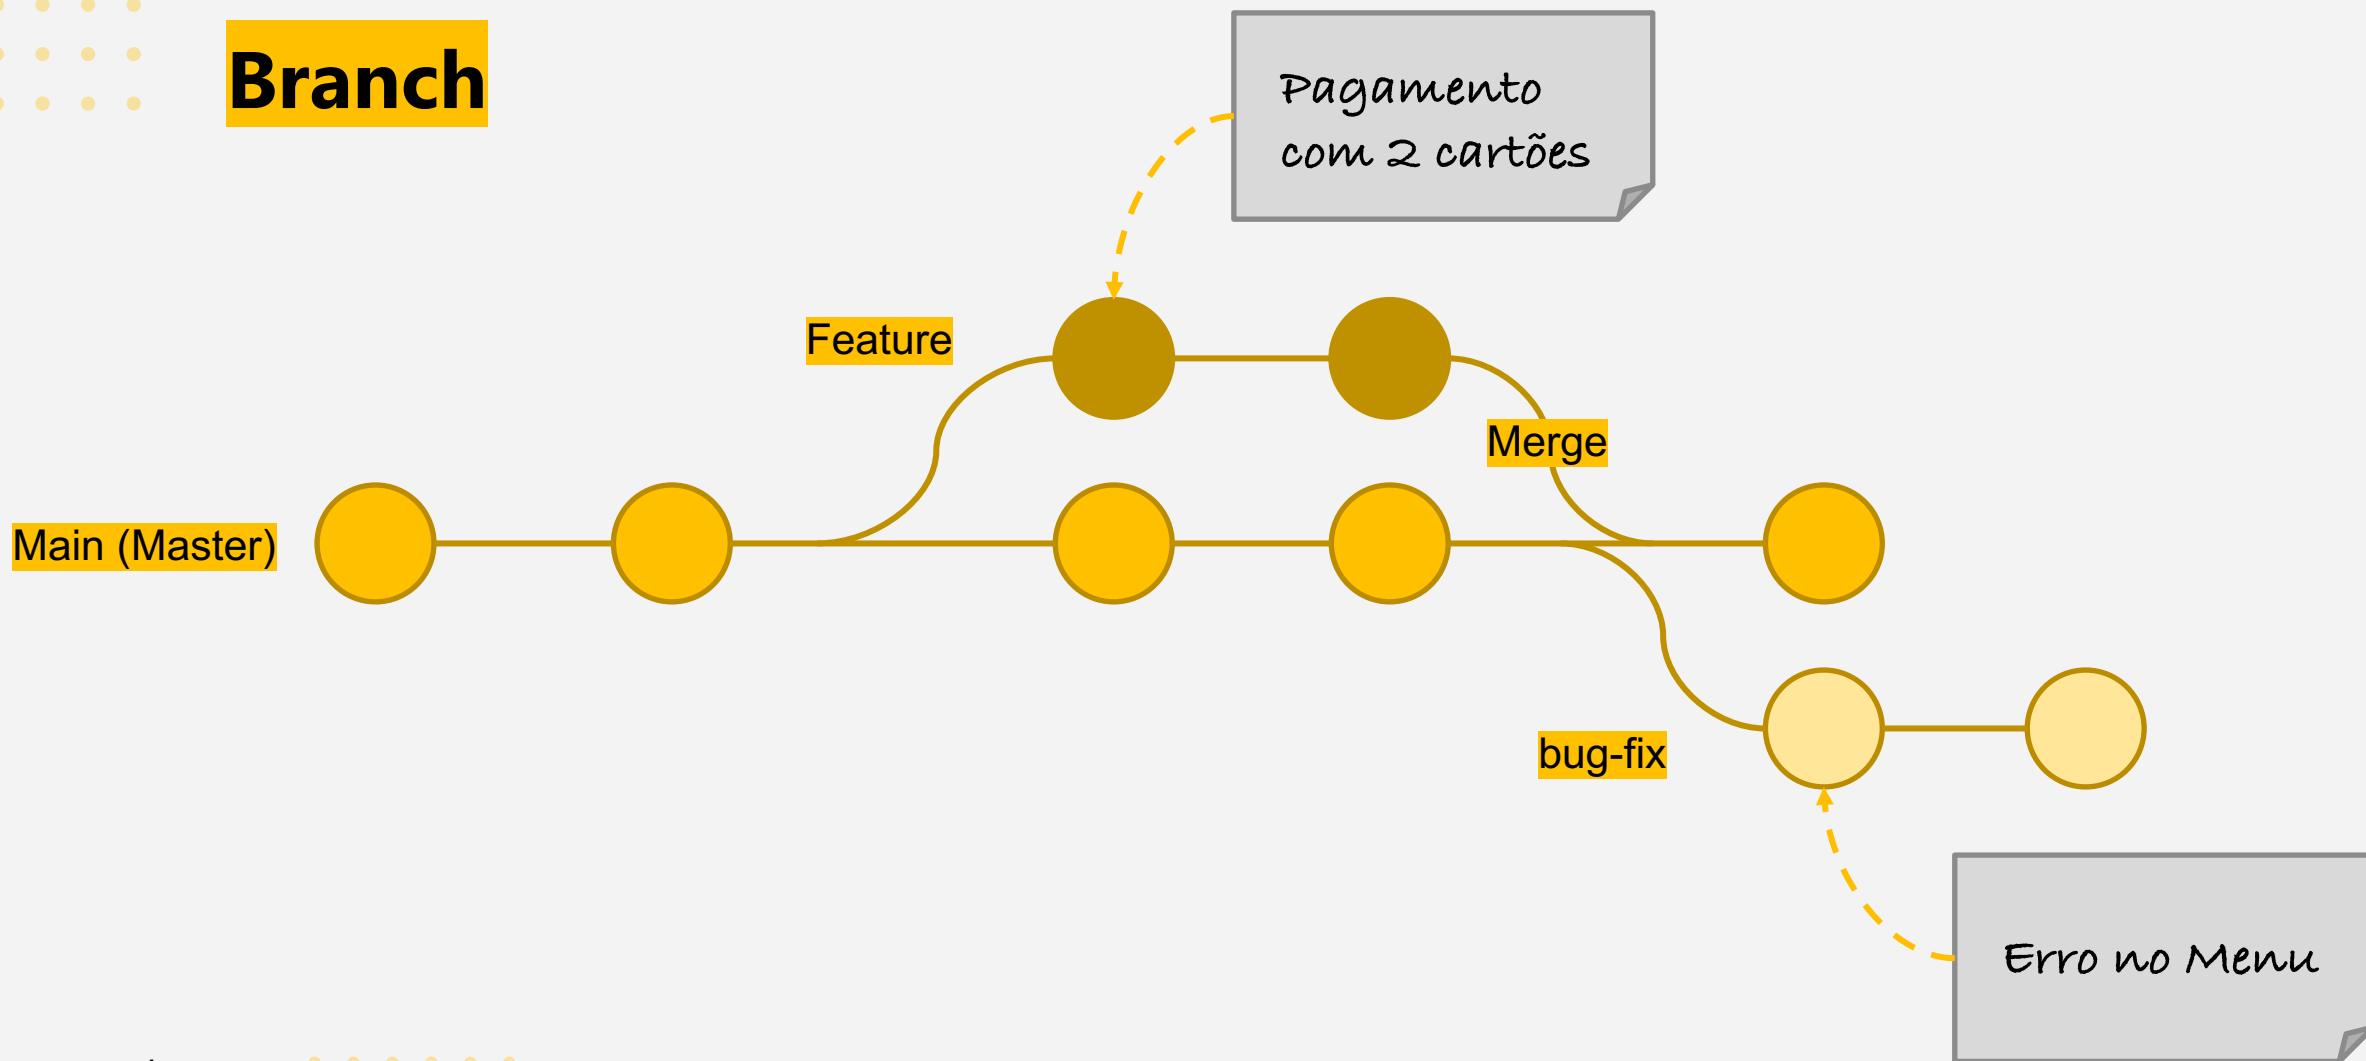 Branch
Pagamento
com 2 cartões
Feature
Merge
Main (Master)
bug-fix
Erro no Menu